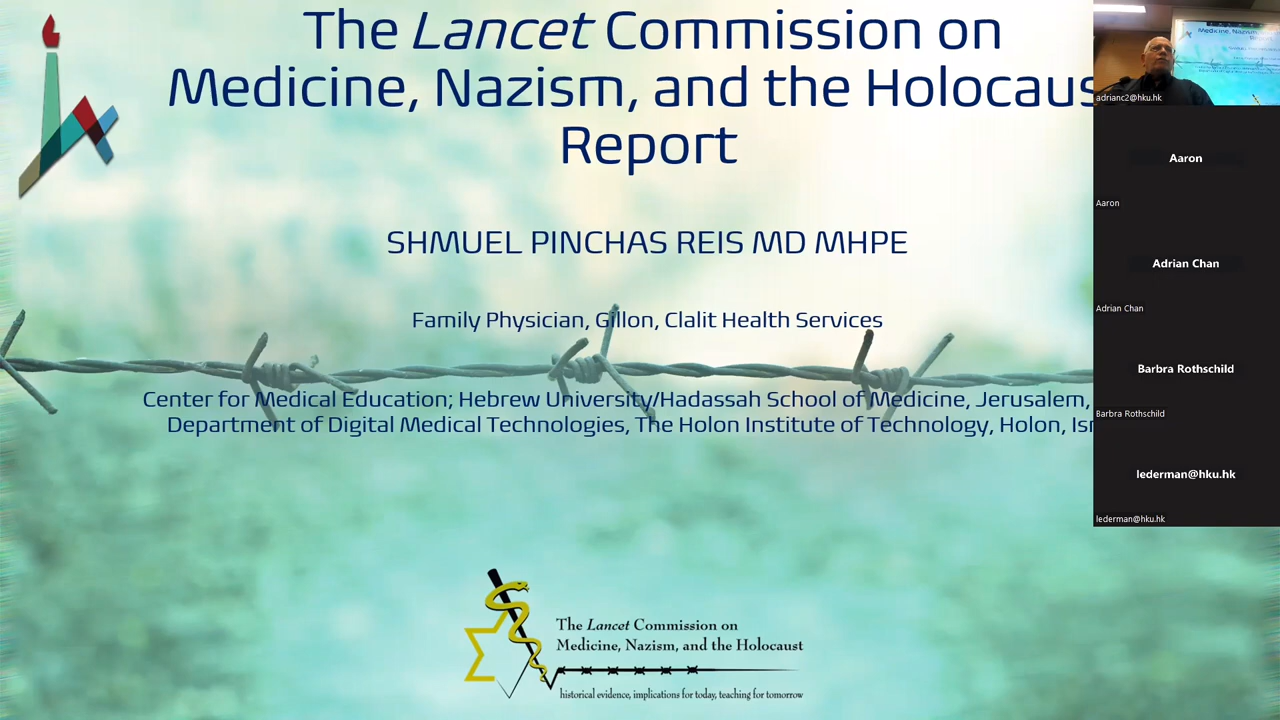 The Lancet Commission on
Medicine, Nazism, and the Holocaus
Report
SHMUEL PINCHAS REIS MD MHPE
Family Physician, Gillon, Clalit Health Services
Center for Medical Education; Hebrew University/Hadassah School of Medicine, Jerusalem,
Department of Digital Medical Technologies, The Holon Institute of Technology, Holon, Isr
The Lancet Commission on
Medicine, Nazism, and the Holocaust
historical evidence, implications for today, teaching for tomorrow
adrianc2@hku.hk
Aaron
Aaron
Adrian Chan
Adrian Chan
Barbra Rothschild
Barbra Rothschild
lederman@hku.hk
lederman@hku.hk